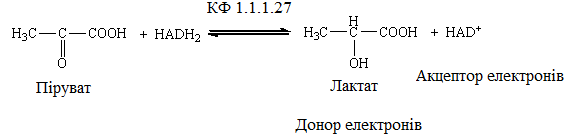 КФ 1.1.1.27
H
H₃C—C—COOH + HADH₂ H₃C—C—COOH + HAD⁺
O OH
Піруват Лактат Акцептор електронів
Донор електронів